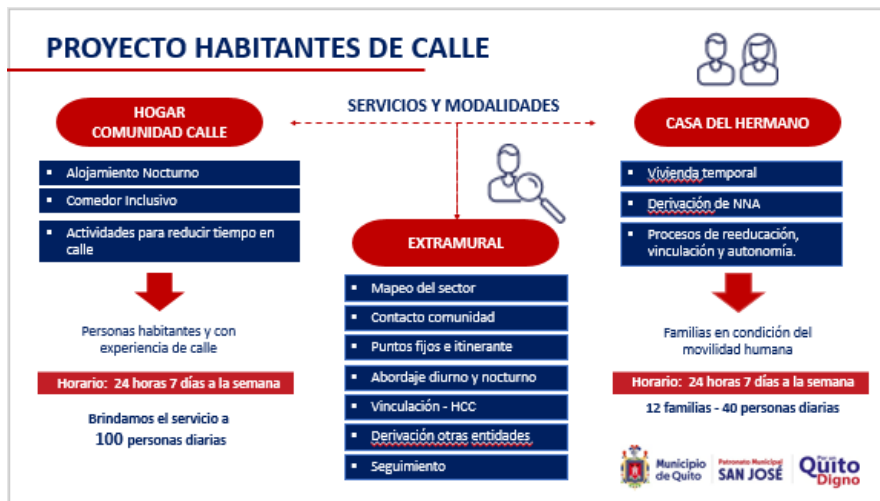 PROYECTO HABITANTES DE CALLE
SERVICIOS Y MODALIDADES
HOGAR
COMUNIDAD CALLE
▪ Alojamiento Nocturno
▪ Comedor Inclusivo
▪ Actividades para reducir tiempo en
calle
Personas habitantes y con
experiencia de calle
Horario: 24 horas 7 días a la semana
Brindamos el servicio a
100 personas diarias
EXTRAMURAL
▪ Mapeo del sector
▪ Contacto comunidad
▪ Puntos fijos e itinerante
▪ Abordaje diurno y nocturno
▪ Vinculación - HCC
▪ Derivación otras entidades
▪ Seguimiento
CASA DEL HERMANO
▪ Vivienda temporal
▪ Derivación de NNA
▪ Procesos de reeducación,
vinculación y autonomía.
Familias en condición del
movilidad humana
Horario: 24 horas 7 días a la semana
12 familias - 40 personas diarias
Municipio
de Quito
Patronato Municipal
SAN JOSÉ
Por un
Quito
Digno